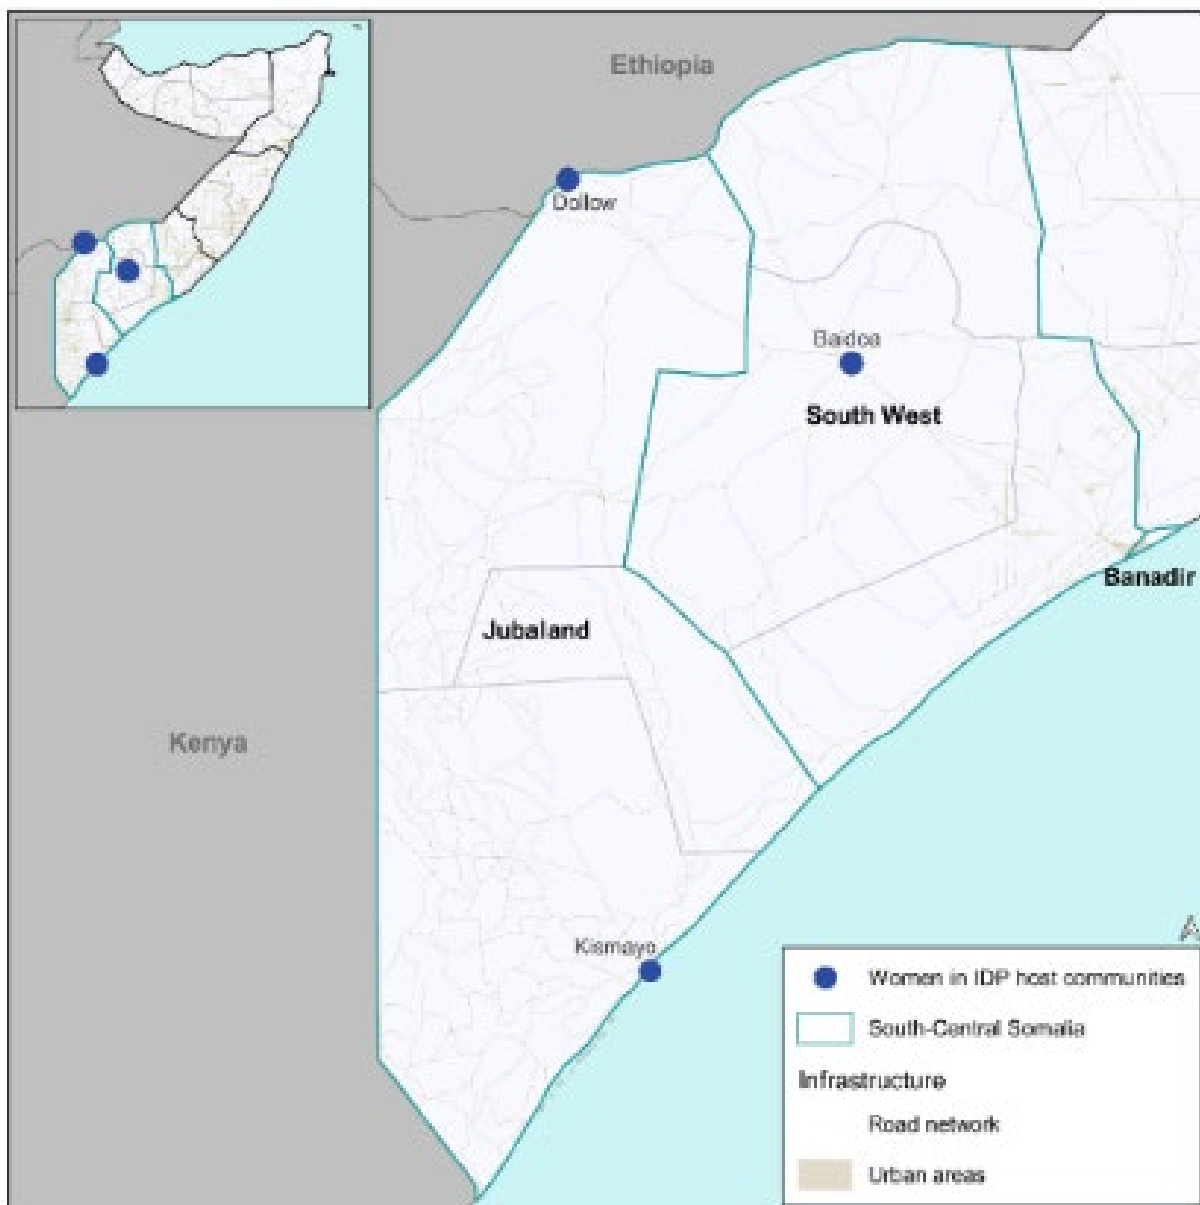 Ethiopia
Dollow
Baidoa
South West
Banadir
Jubaland
Kenya
Kismayo
Women in IDP host communities
South-Central Somalia
Infrastructure
Road network
Urban areas